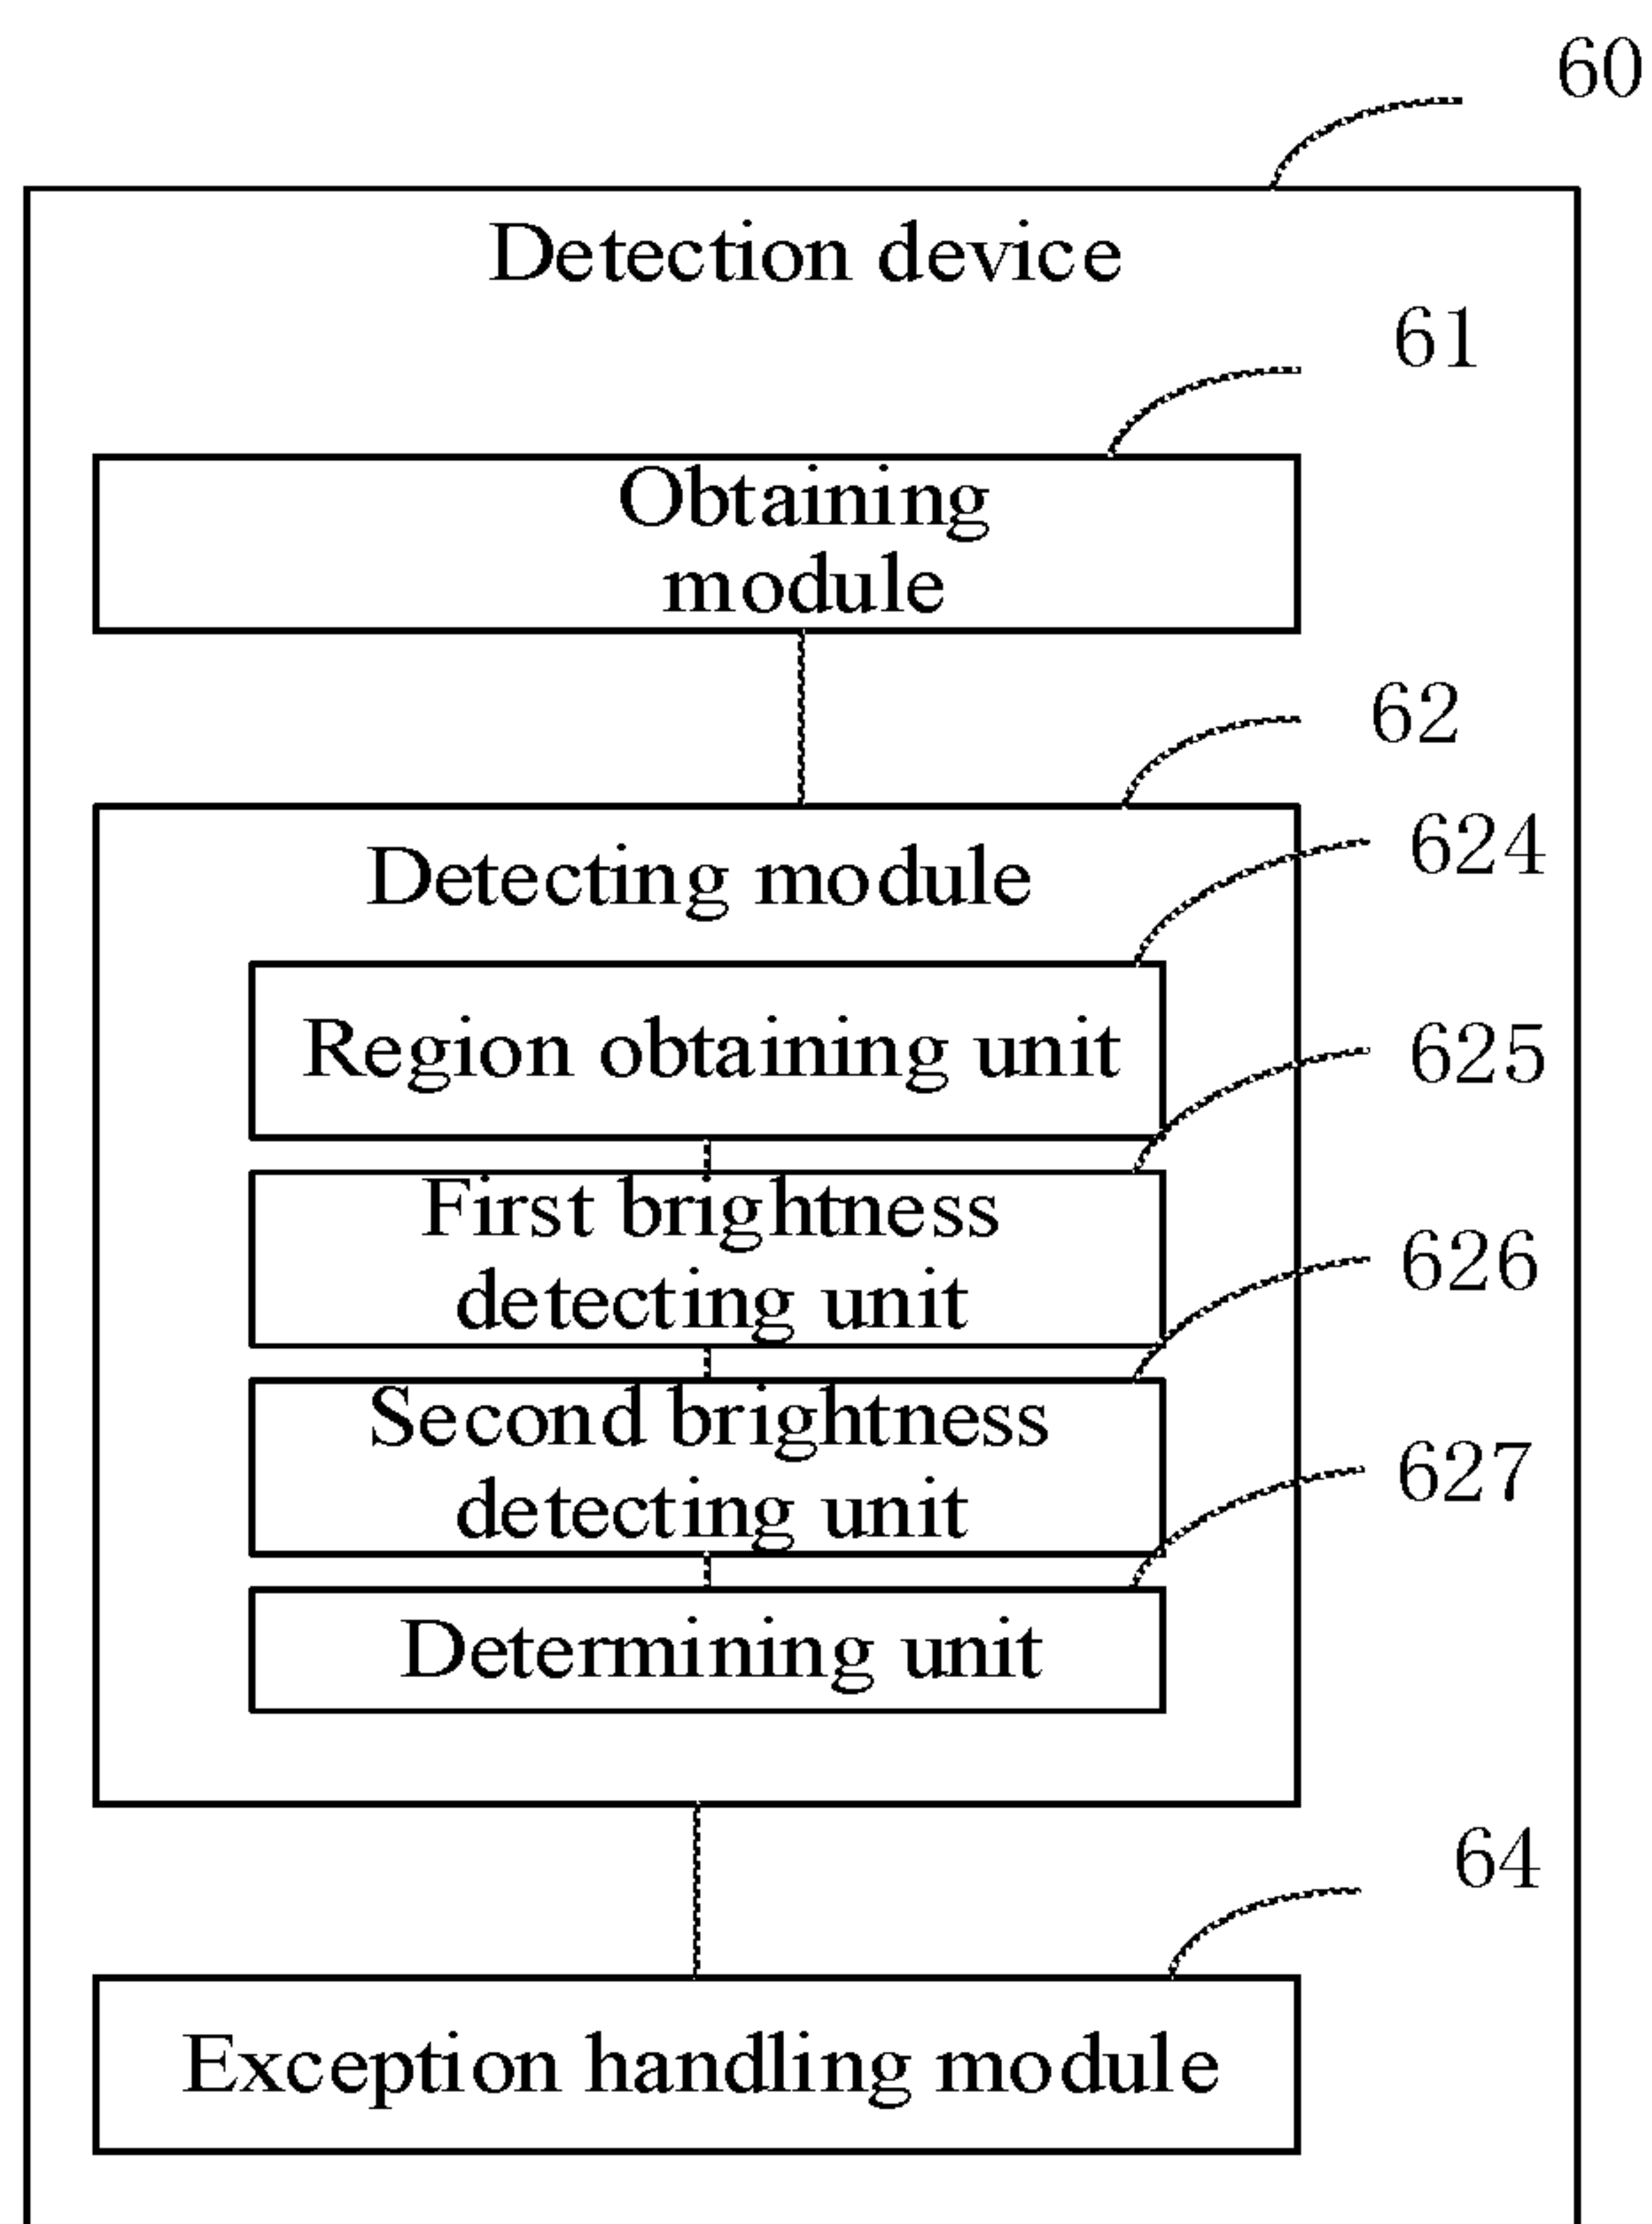 60
Detection device
61
Obtaining
module
62
Detecting module
624
Region obtaining unit
625
First brightness
detecting unit
626
Second brightness
detecting unit
627
Determining unit
64
Exception handling module